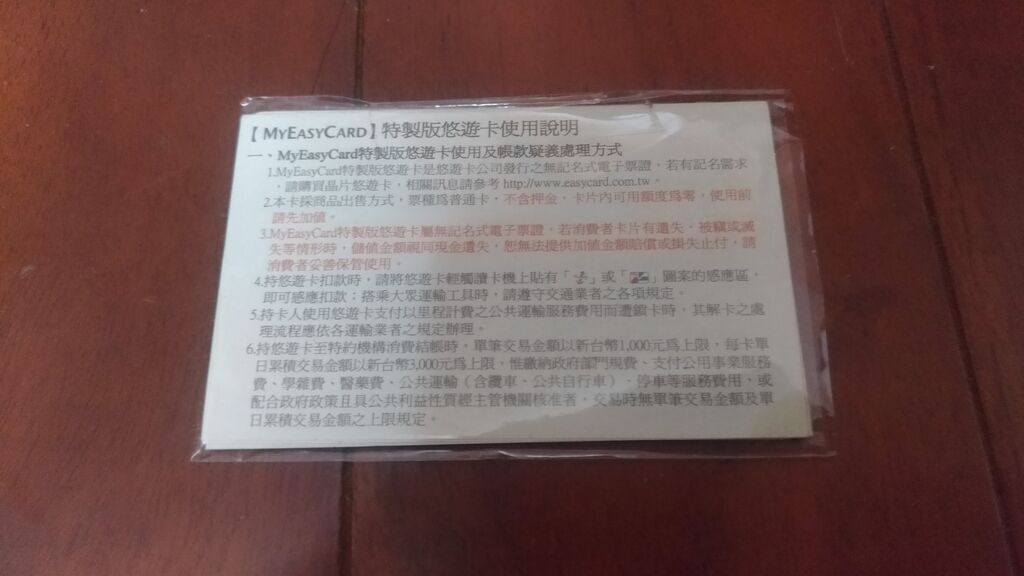 【MYEASYCARD】特製版悠遊卡使用說明
一、MyEasyCard特製版悠遊卡使用及帳款疑義處理方式
1.MyEasyCard特製版悠遊卡是悠遊卡公司發行之無記名式電子票證，若有記名需求
，請購買晶片悠遊卡，相關訊息請參考http://www.easycard.com.tw。
2.本卡採商品出售方式，票種為普通卡，不含押金，卡片內可用額度為零，使用前
請先加值。
3.MyEasyCard特製版悠遊卡屬無記名式電子票證，若消費者卡片有遺失、被竊或滅
失等情形時，儲值金額視同現金遺失，恕無法提供加值金額賠償或掛失止付，請
消費者妥善保管使用。
4.持悠遊卡扣款時，請將悠遊卡輕觸讀卡機上貼有「」或「」圖案的感應區，
即可感應扣款；搭乘大眾運輸工具時，請遵守交通業者之各項規定。
5.持卡人使用悠遊卡支付以里程計費之公共運輸服務費用而遭鎖卡時，其解卡之處
理流程應依各運輸業者之規定辦理。
6.持悠遊卡至特約機構消費結帳時，單筆交易金額以新台幣1,000元為上限，每卡單
日累積交易金額以新台幣3,000元為上限，惟繳納政府部門規費、支付公用事業服務
費、學雜費、醫藥費、公共運輸（含纜車、公共自行車）、停車等服務費用，或
配合政府政策且具公共利益性質經主管機關核准者，交易時無單筆交易金額及單
日累積交易金額之上限規定。